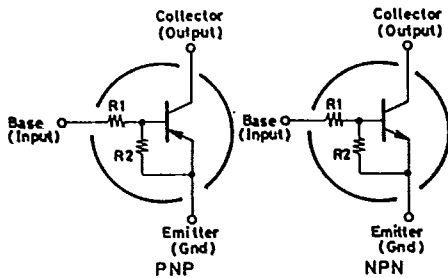 Collector
(Output)
R1
Base
(Input)
R2
Emitter
(Gnd)
PNP
Collector
(Output)
R1
Base
(Input)
R2
Emitter
(Gnd)
NPN